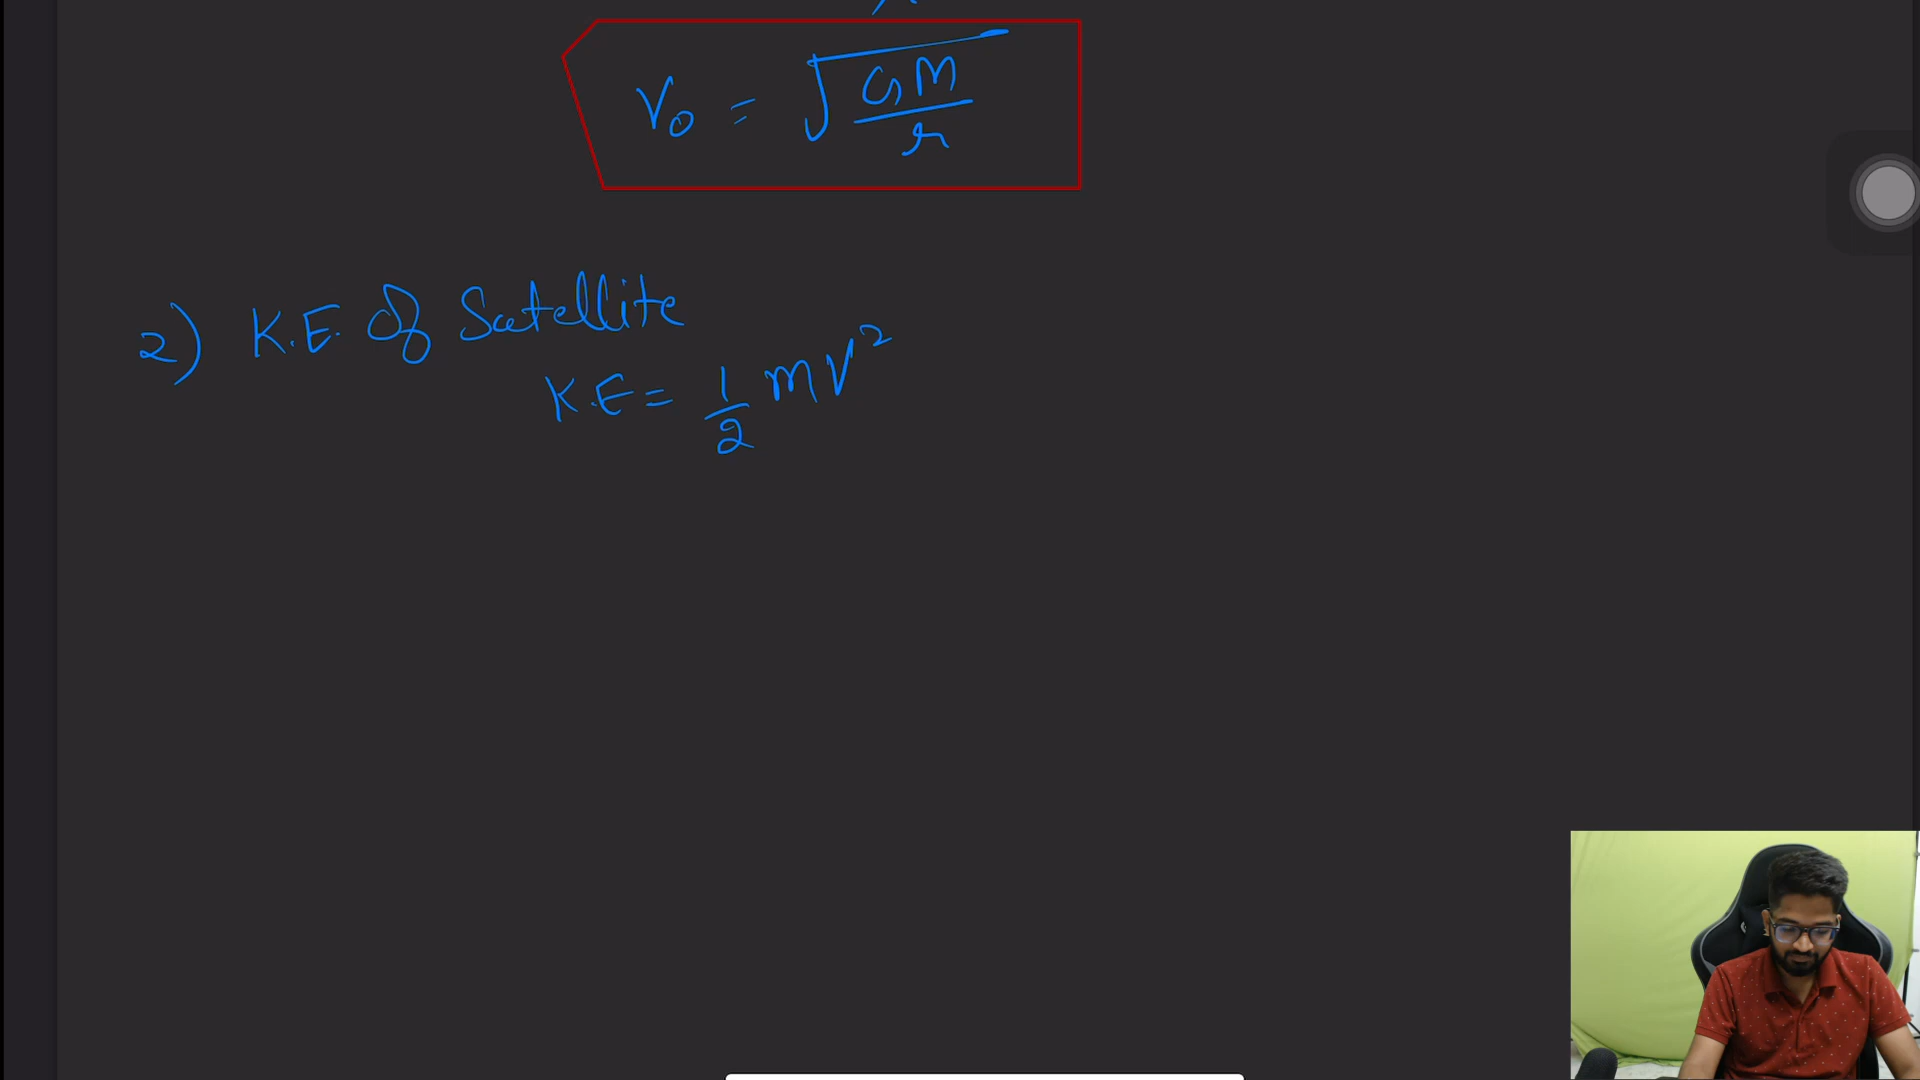 V₀ = √(GM/r)
2) K.E. Of Satellite
K.E = 1/2 mV²